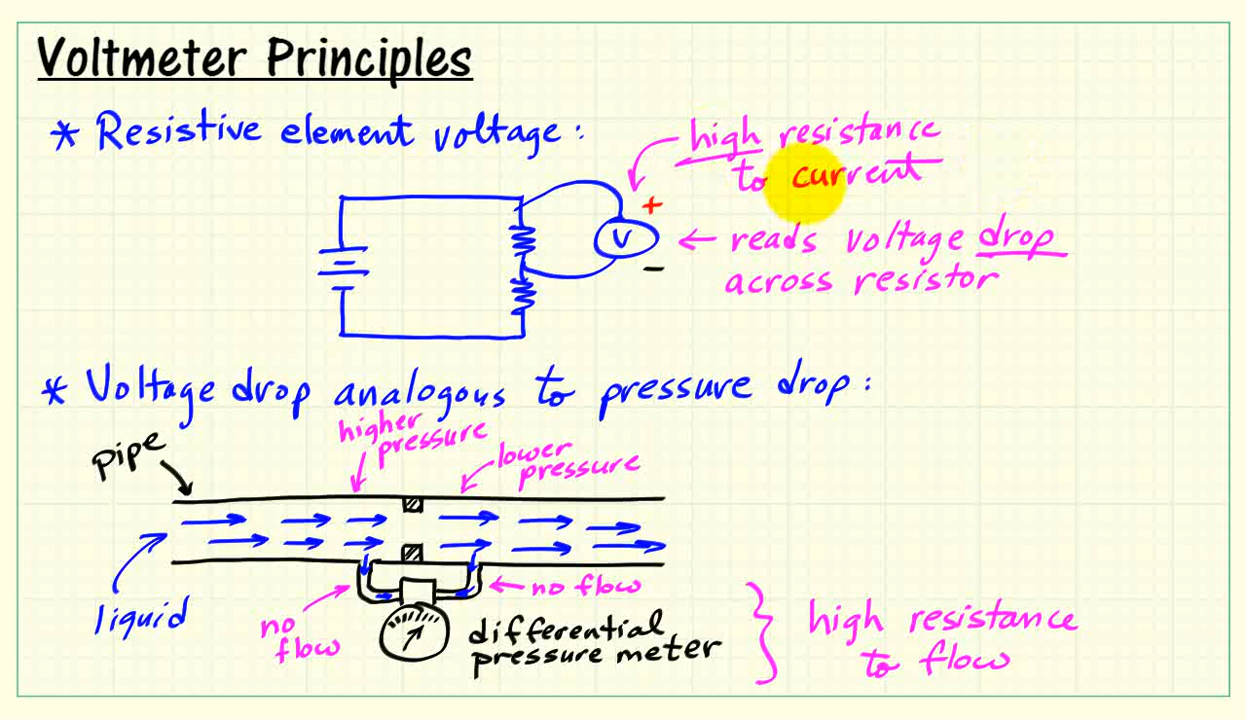 Voltmeter Principles
* Resistive element voltage:
high resistance
to current
+
V
← reads voltage drop
across resistor
−
* Voltage drop analogous to pressure drop:
higher
pressure
lower
pressure
pipe
liquid
no
flow
no flow
differential
pressure meter
high resistance
to flow